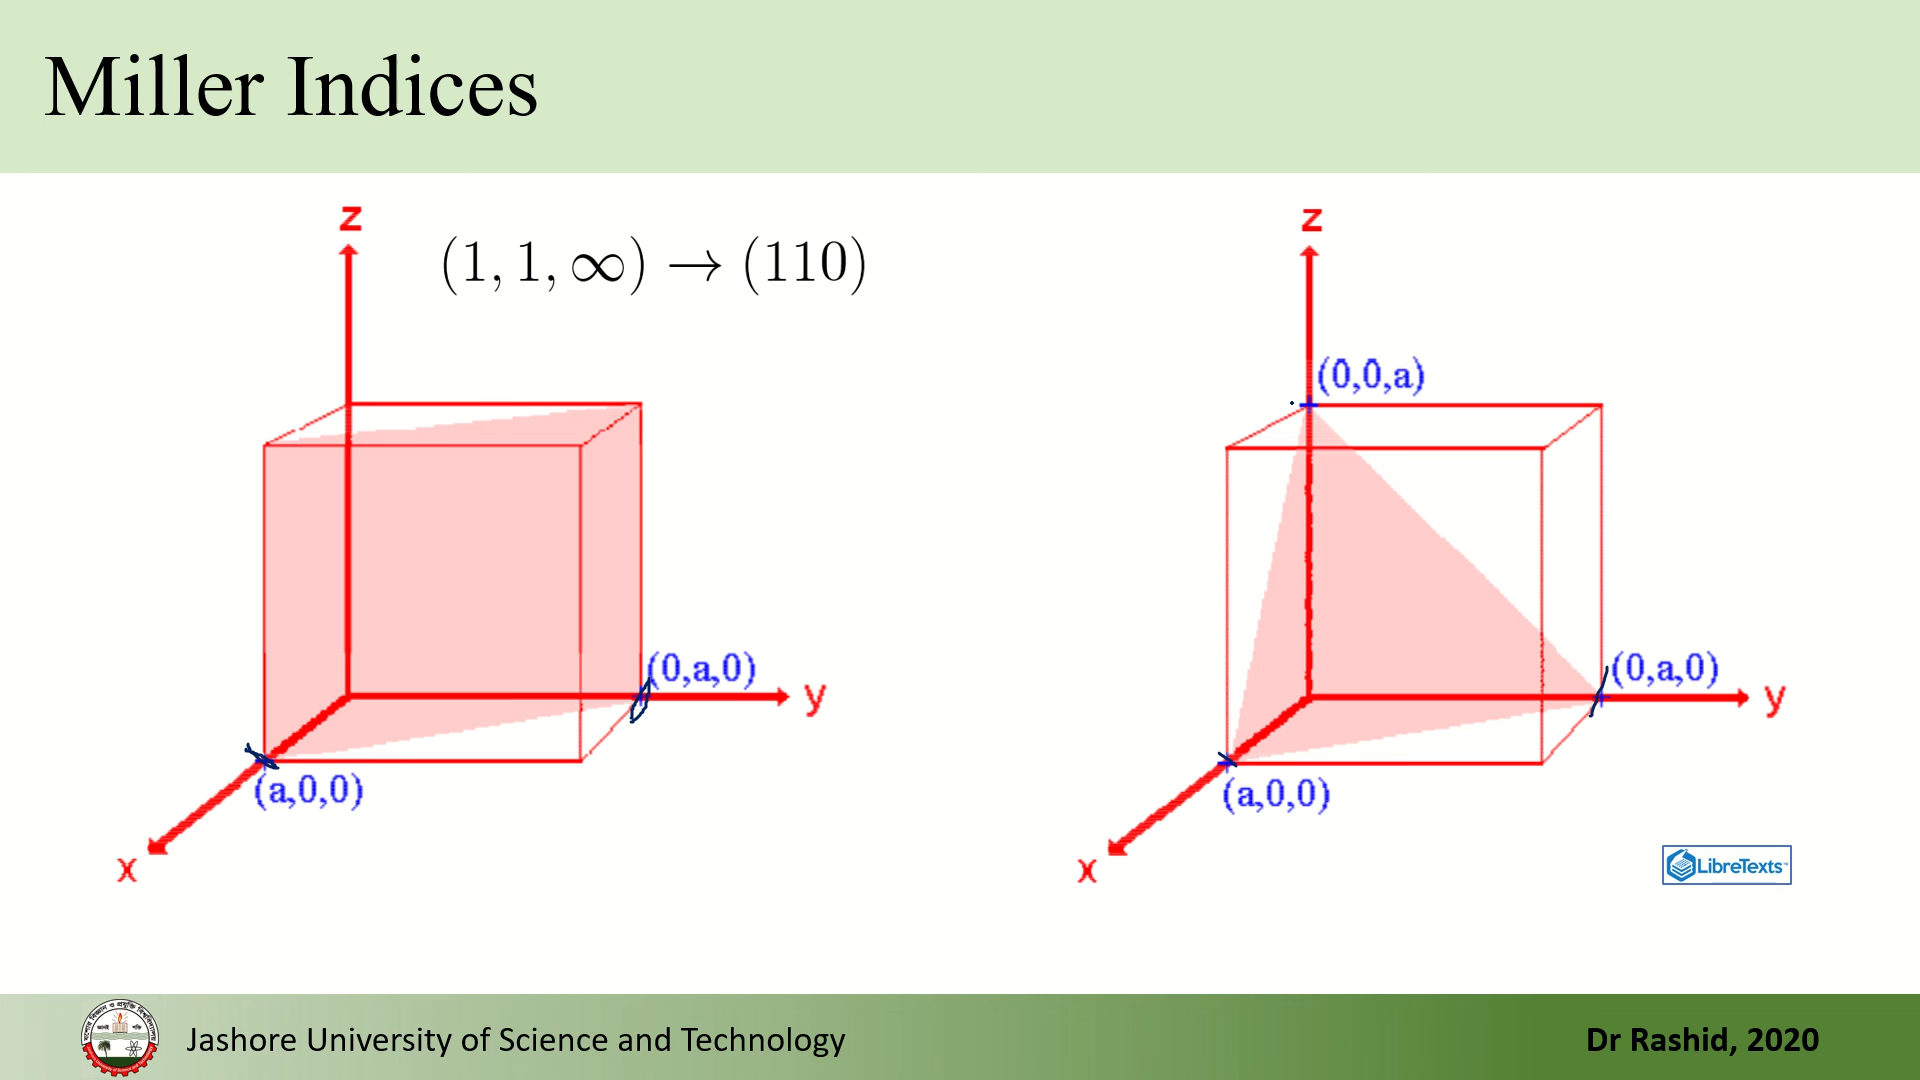 Miller Indices
z
(1, 1, ∞) → (110)
(0,a,0)
y
(a,0,0)
x
z
(0,0,a)
(0,a,0)
y
(a,0,0)
x
LibreTexts™
Jashore University of Science and Technology
Dr Rashid, 2020